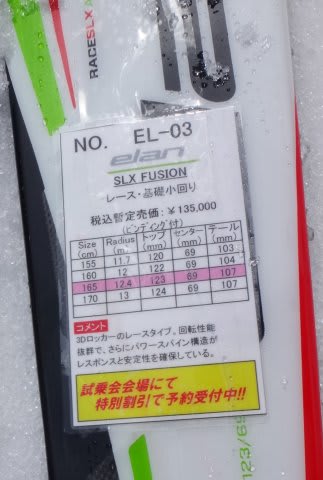 RACESLX
NO. EL-03
elan
SLX FUSION
レース・基礎小回り
税込暫定売価：￥135,000
(ビンディング付)
Size (cm) Radius (m. トップ (mm) センター (mm) テール (mm)
155 11.7 120 69 103
160 12 122 69 104
165 12.4 123 69 107
170 13 124 69 107
コメント
3Dロッカーのレースタイプ。回転性能
抜群で、さらにパワースパイン構造が
レスポンスと安定性を確保している。
試乗会会場にて
特別割引で予約受付中!!
123/69